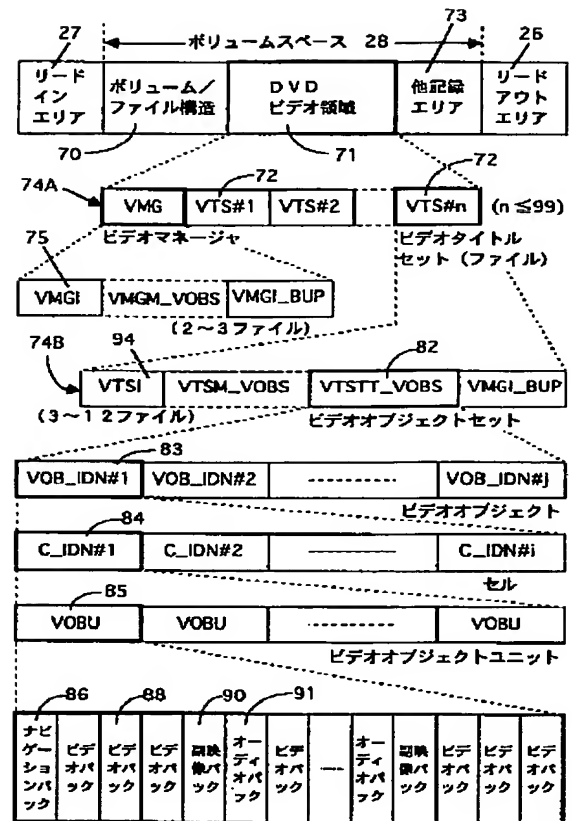 27
ボリュームスペース 28
73
26
リード
イン
エリア
ボリューム/
ファイル構造
DVD
ビデオ領域
他記録
エリア
リード
アウト
エリア
70
71
74A
72
72
VMG
VTS#1
VTS#2
VTS#n
(n≦99)
75
ビデオマネージャ
ビデオタイトル
セット(ファイル)
VMGI
VMGM_VOBS
VMGI_BUP
(2~3ファイル)
74B
94
82
VTSI
VTSM_VOBS
VTSTT_VOBS
VMGI_BUP
(3~12ファイル)
ビデオオブジェクトセット
83
VOB_IDN#1
VOB_IDN#2
VOB_IDN#j
ビデオオブジェクト
84
C_IDN#1
C_IDN#2
C_IDN#i
セル
85
VOBU
VOBU
VOBU
ビデオオブジェクトユニット
86
88
90
91
ナビゲーションパック
ビデオパック
ビデオパック
ビデオパック
副映像パック
オーディオパック
ビデオパック
オーディオパック
副映像パック
ビデオパック
ビデオパック
ビデオパック